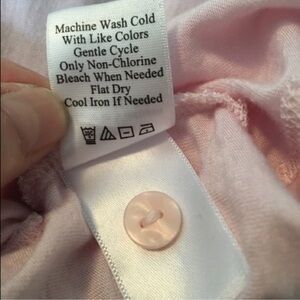 Machine Wash Cold
With Like Colors
Gentle Cycle
Only Non-Chlorine
Bleach When Needed
Flat Dry
Cool Iron If Needed